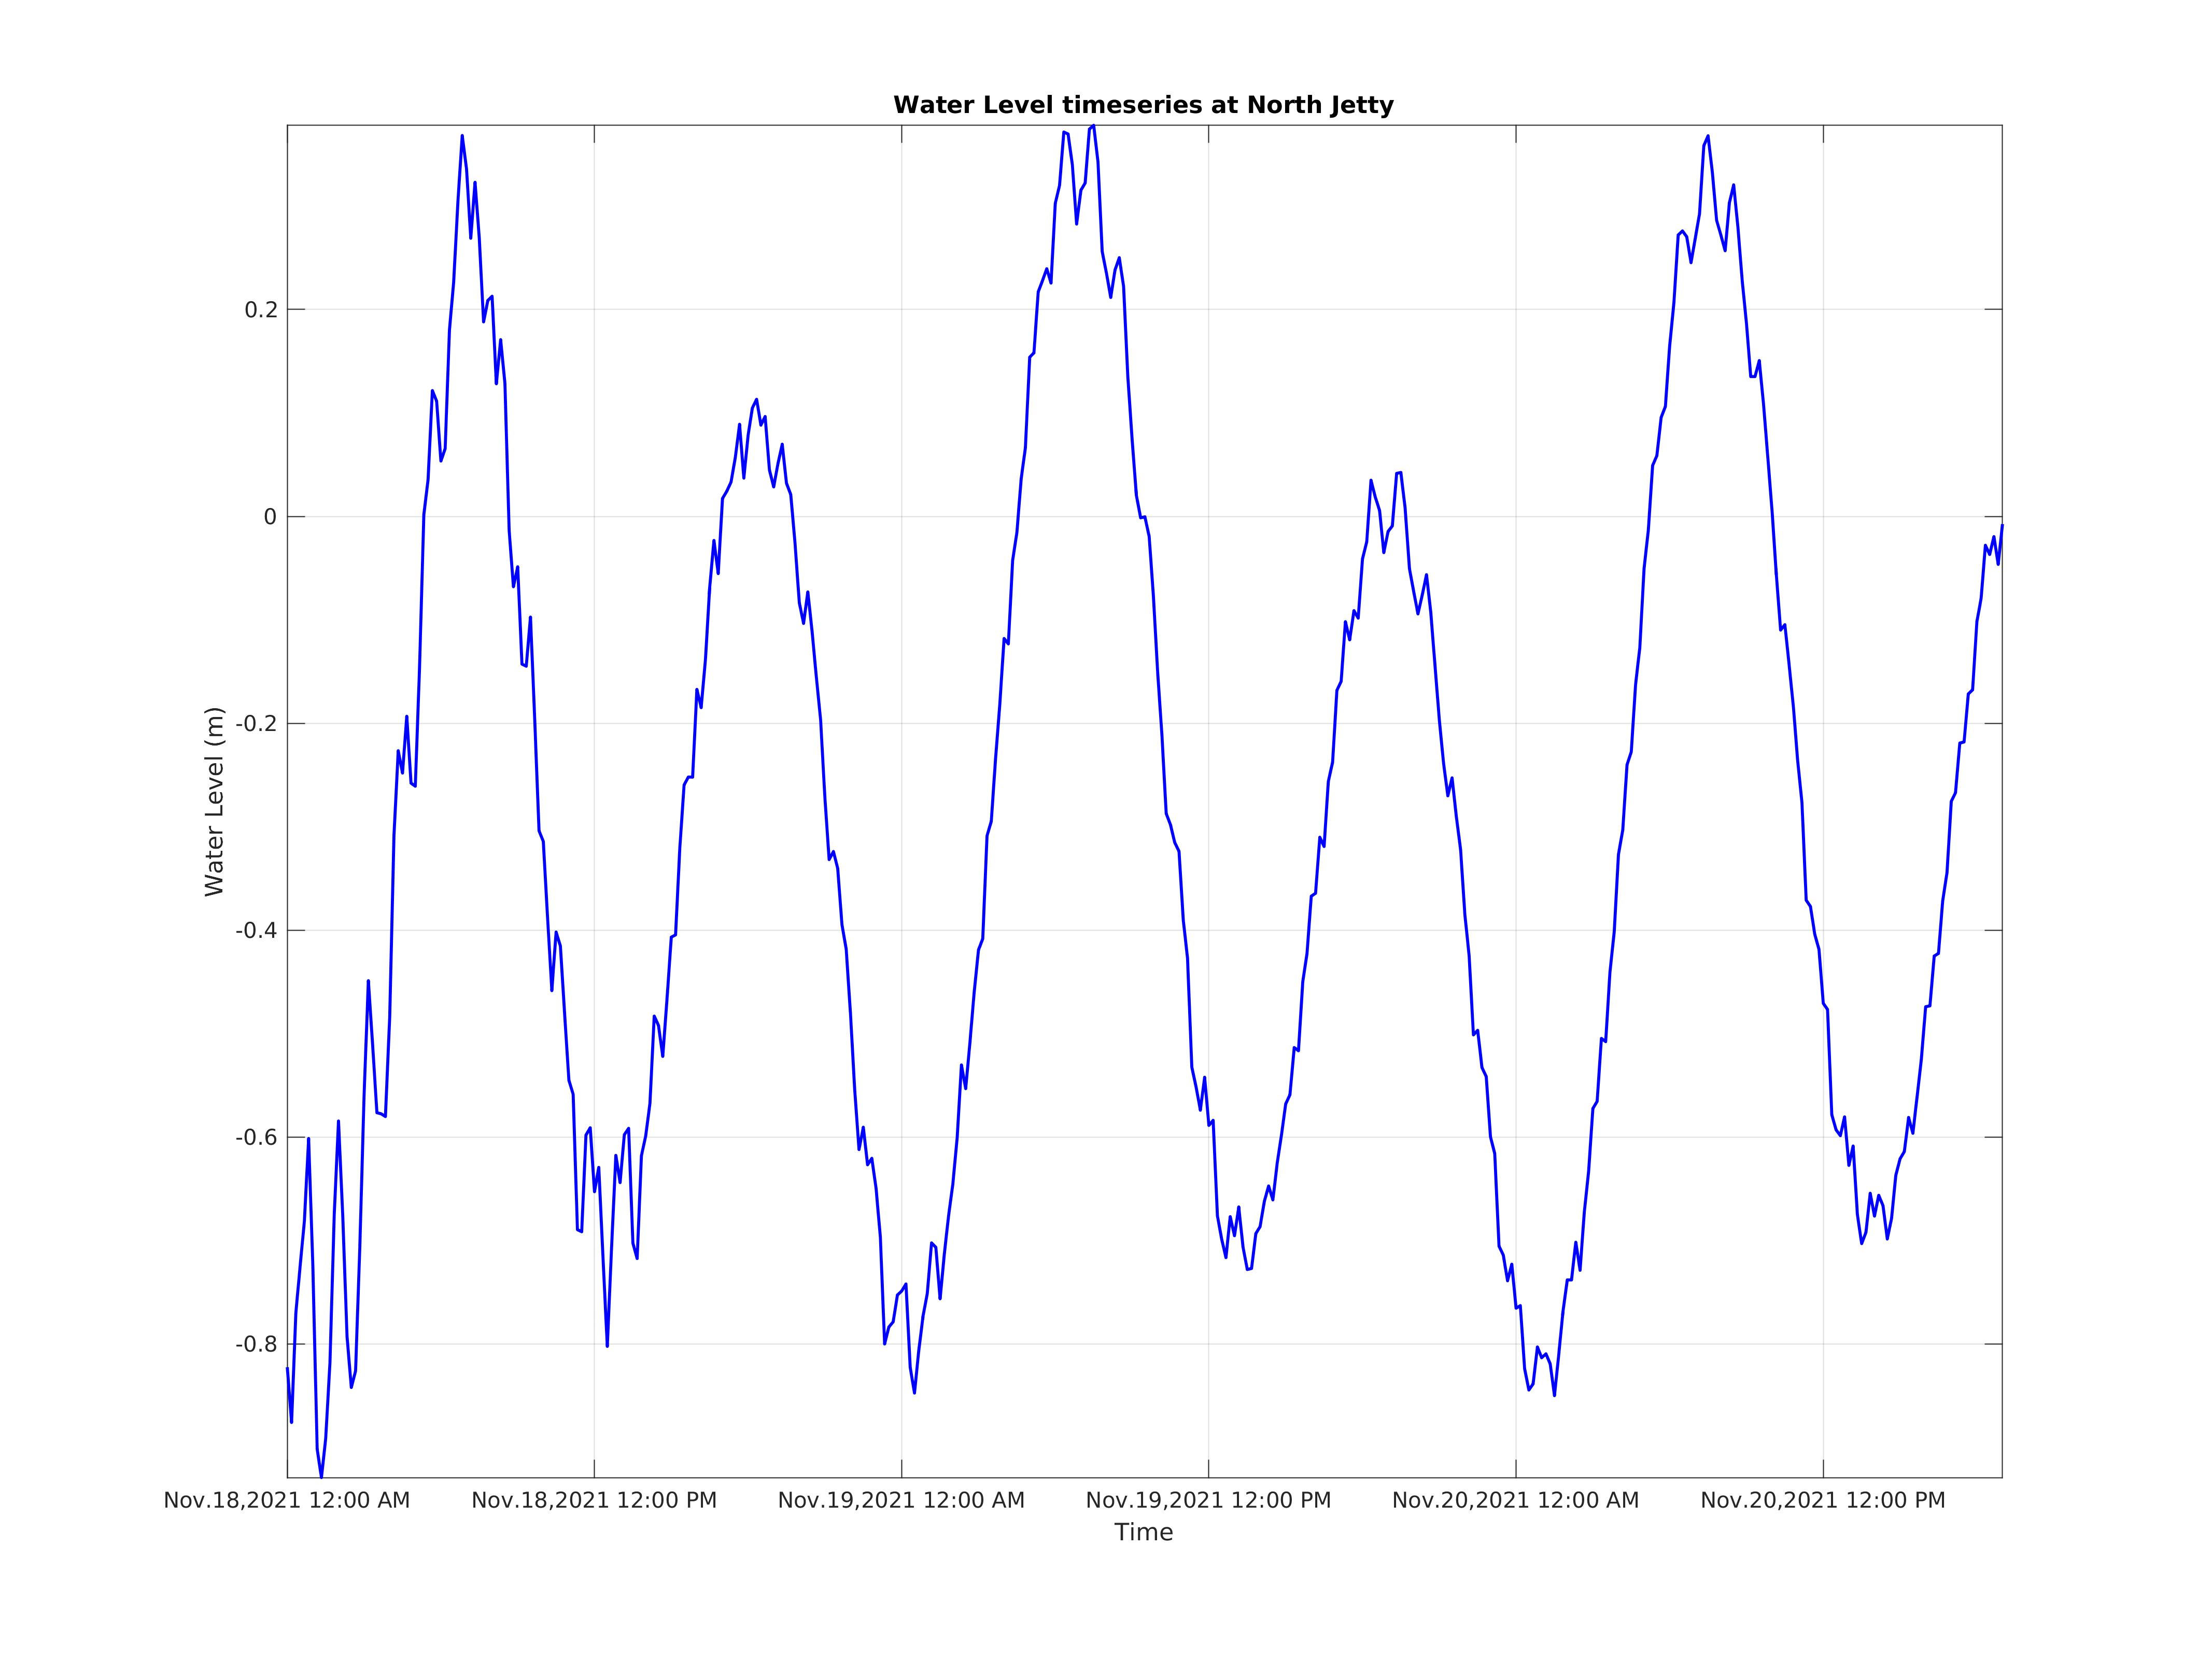 Water Level timeseries at North Jetty
0.2
0
-0.2
-0.4
-0.6
-0.8
Water Level (m)
Nov.18,2021 12:00 AM
Nov.18,2021 12:00 PM
Nov.19,2021 12:00 AM
Nov.19,2021 12:00 PM
Nov.20,2021 12:00 AM
Nov.20,2021 12:00 PM
Time